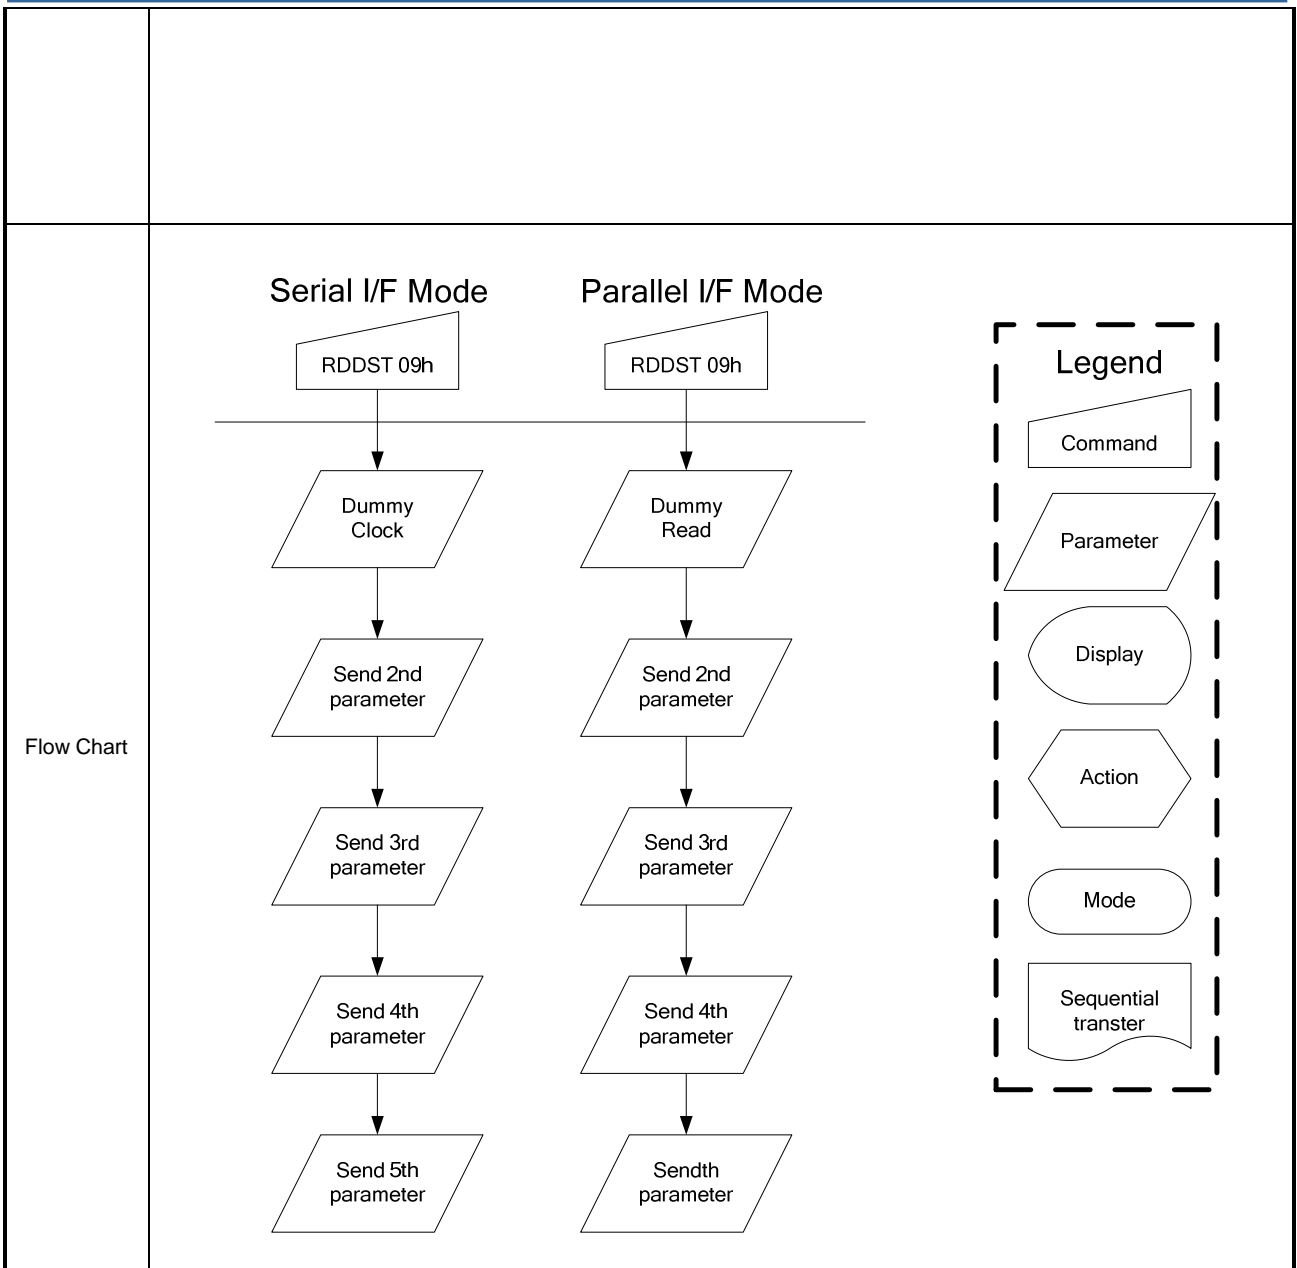 Flow Chart
Serial I/F Mode
RDDST 09h
Dummy
Clock
Send 2nd
parameter
Send 3rd
parameter
Send 4th
parameter
Send 5th
parameter
Parallel I/F Mode
RDDST 09h
Dummy
Read
Send 2nd
parameter
Send 3rd
parameter
Send 4th
parameter
Sendth
parameter
Legend
Command
Parameter
Display
Action
Mode
Sequential
transter